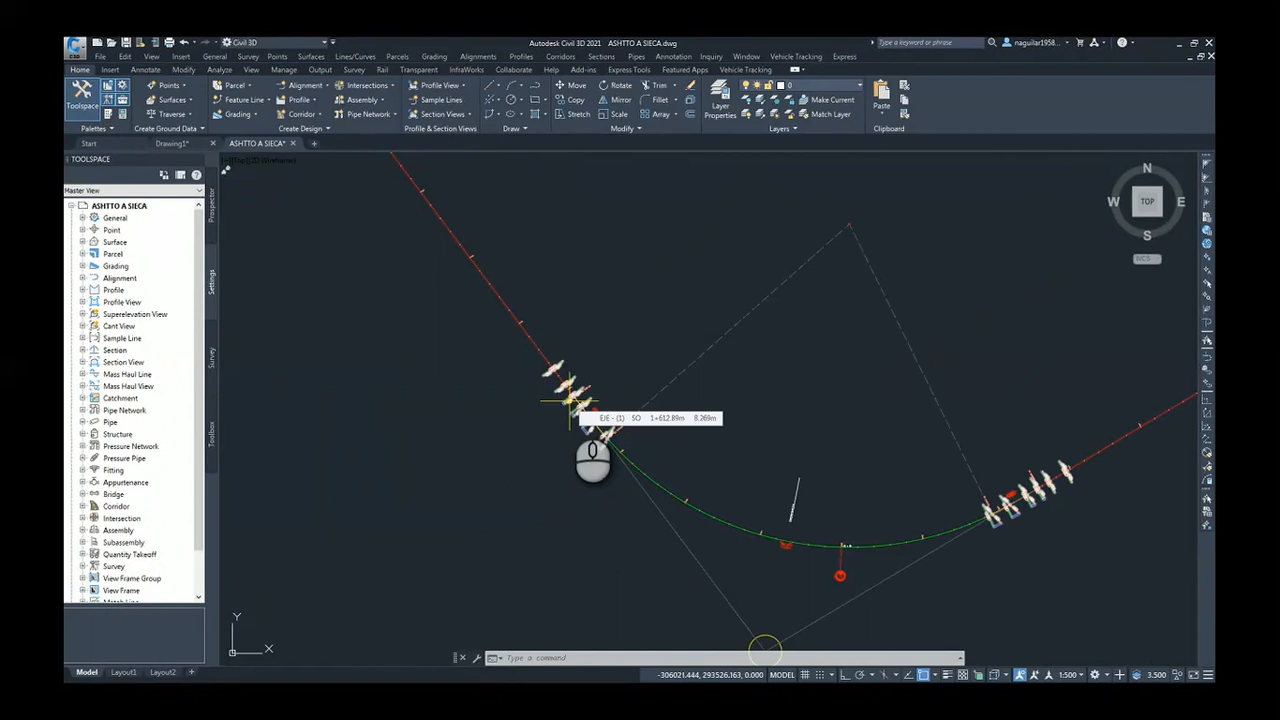 Civil 3D
Autodesk Civil 3D 2021 ASHTTO A SIECA.dwg
Type a keyword or phrase
naguilar1958...
File Edit View Insert General Survey Points Surfaces Lines/Curves Parcels Grading Alignments Profiles Corridors Sections Pipes Annotation Inquiry Window Vehicle Tracking Express
Home Insert Annotate Modify Analyze View Manage Output Survey Rail Transparent InfraWorks Collaborate Help Add-ins Express Tools Featured Apps Vehicle Tracking
Toolspace
Points Parcel Alignment Intersections Profile View Move Rotate Trim 0
Surfaces Feature Line Profile Assembly Sample Lines Copy Mirror Fillet Make Current
Traverse Grading Corridor Pipe Network Section Views Stretch Scale Array Match Layer
Layer Properties
Paste
Palettes Create Ground Data Create Design Profile & Section Views Draw Modify Layers Clipboard
Start Drawing1* ASHTTO A SIECA*
TOOLSPACE
Master View
ASHTTO A SIECA
General
Point
Surface
Parcel
Grading
Alignment
Profile
Profile View
Superelevation View
Cant View
Sample Line
Section
Section View
Mass Haul Line
Mass Haul View
Catchment
Pipe Network
Pipe
Structure
Pressure Network
Pressure Pipe
Fitting
Appurtenance
Bridge
Corridor
Intersection
Assembly
Subassembly
Quantity Takeoff
Survey
View Frame Group
View Frame
Match Line
Prospector
Settings
Survey
Toolbox
N
W TOP E
S
WCS
EJE - (1) SO 1+612.89m 8.269m
Y
X
Type a command
Model Layout1 Layout2
-306021.444, 293526.163, 0.000 MODEL 1:500 3.500